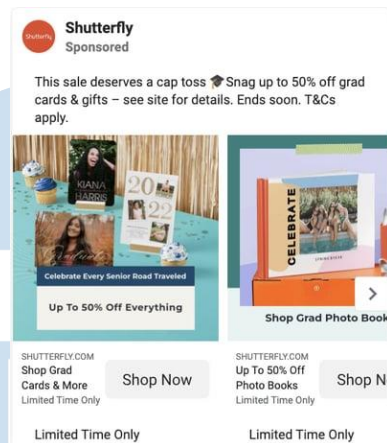 Shutterfly
Shutterfly
Sponsored
This sale deserves a cap toss 🎓Snag up to 50% off grad
cards & gifts – see site for details. Ends soon. T&Cs
apply.
KIANA
HARRIS
20
22
Graduate
Celebrate Every Senior Road Traveled
Up To 50% Off Everything
CELEBRATE
Shop Grad Photo Book
SHUTTERFLY.COM
Shop Grad
Cards & More
Limited Time Only
Shop Now
SHUTTERFLY.COM
Up To 50% Off
Photo Books
Limited Time Only
Shop N
Limited Time Only
Limited Time Only